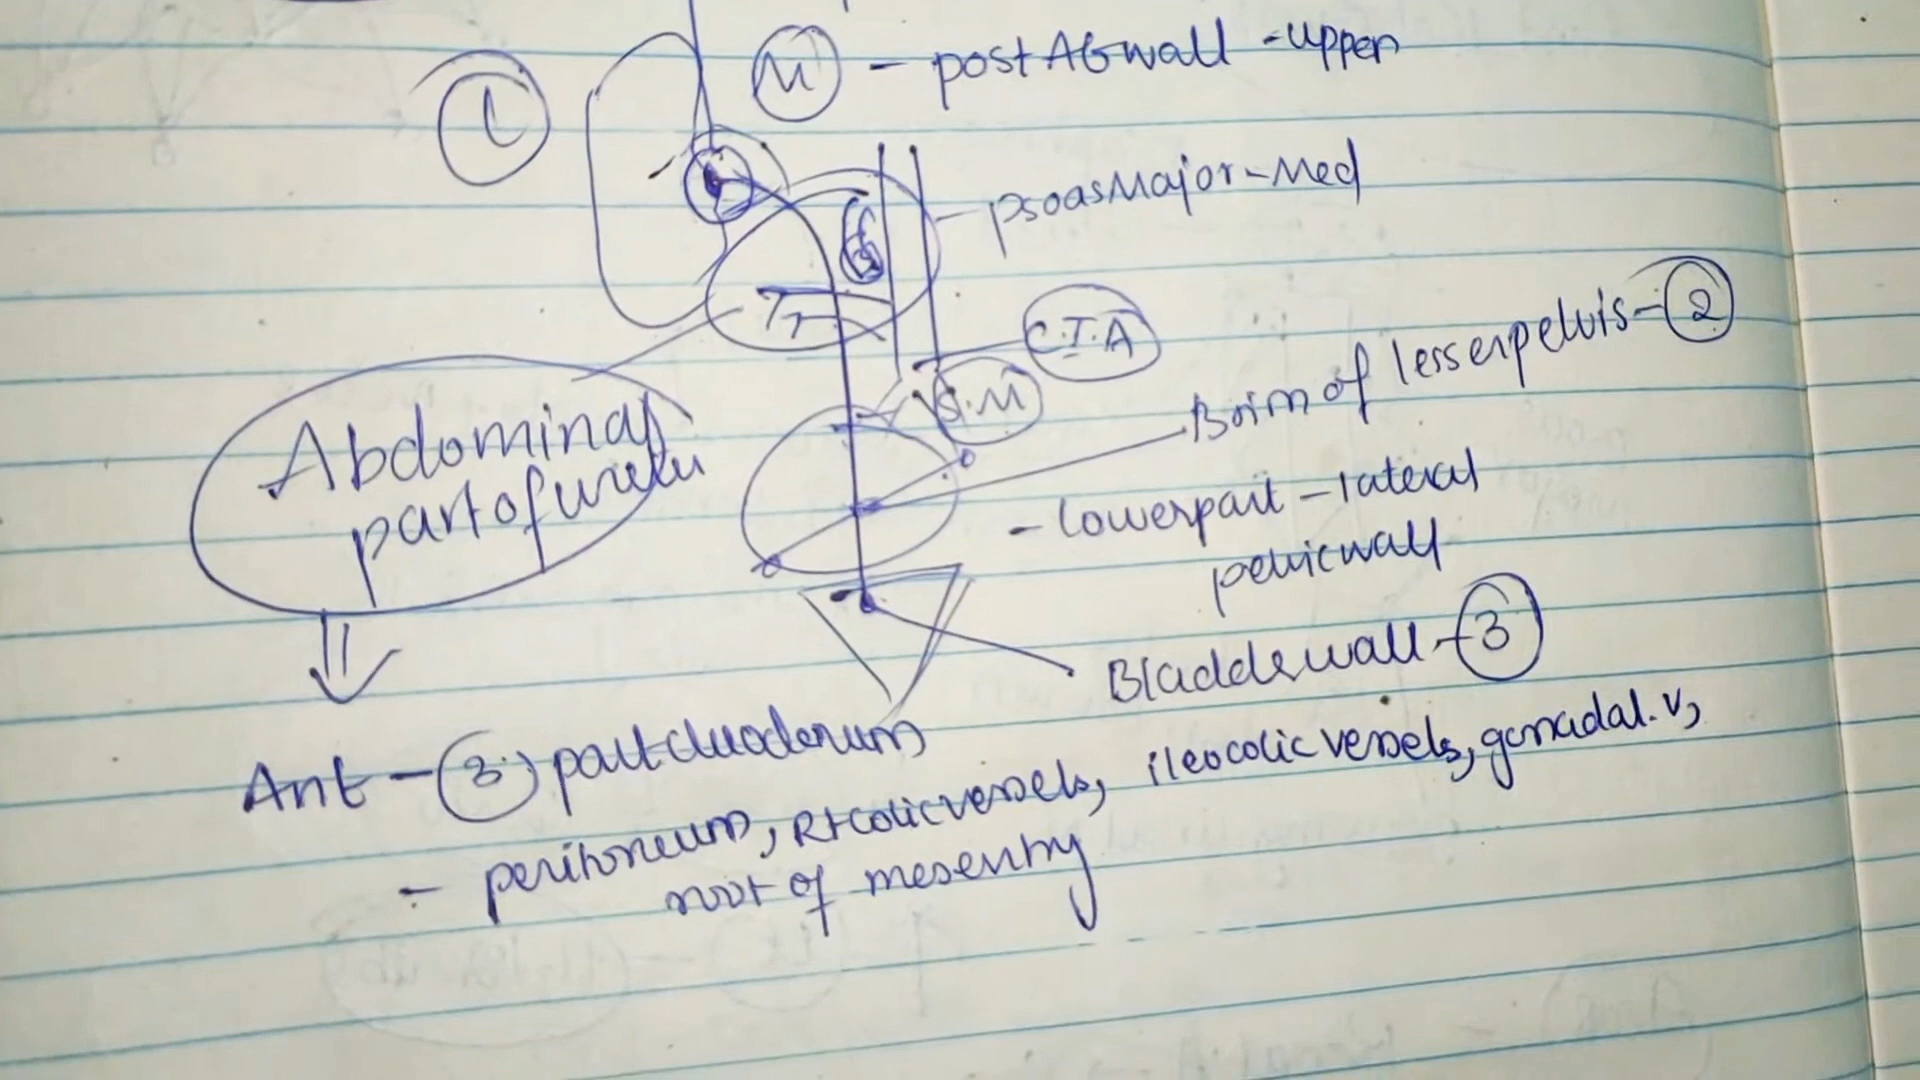 L
M - post Ab wall - upper
psoas Major - Med
C.I.A
S.M
Brim of lesser pelvis - 2
Abdominal
part of ureter
- Lower part - lateral
pelvic wall
Bladder wall - 3
Ant - 3 part duodenum
- peritoneum, Rt colic vessels, ileocolic vessels, gonadal.v,
root of mesentry